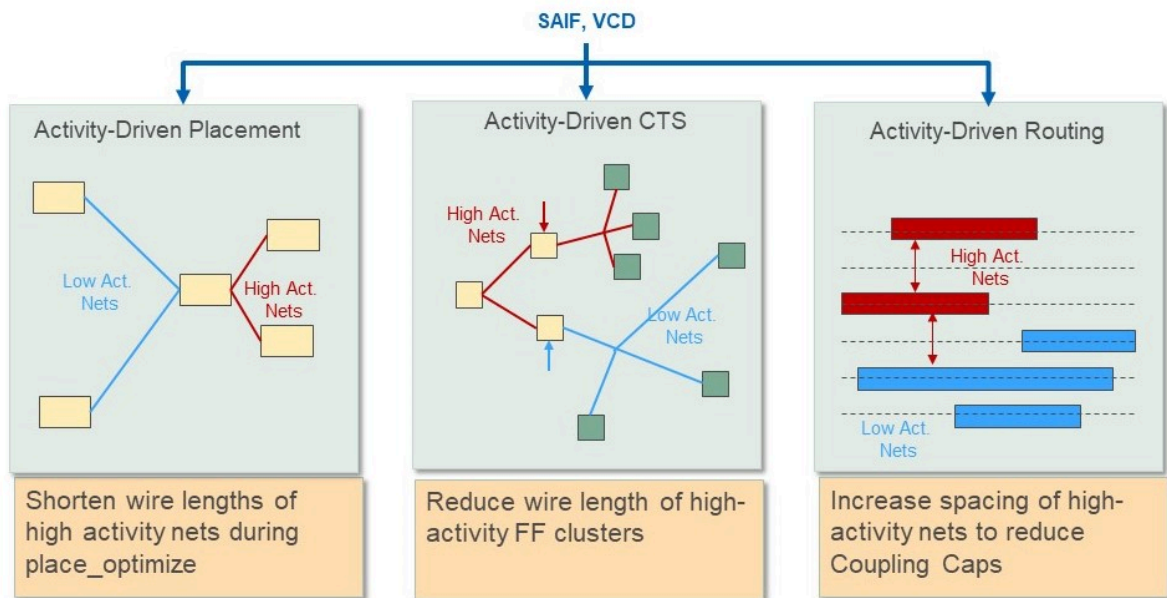 SAIF, VCD
Activity-Driven Placement
Low Act.
Nets
High Act.
Nets
Shorten wire lengths of
high activity nets during
place_optimize
Activity-Driven CTS
High Act.
Nets
Low Act.
Nets
Reduce wire length of high-
activity FF clusters
Activity-Driven Routing
High Act.
Nets
Low Act.
Nets
Increase spacing of high-
activity nets to reduce
Coupling Caps